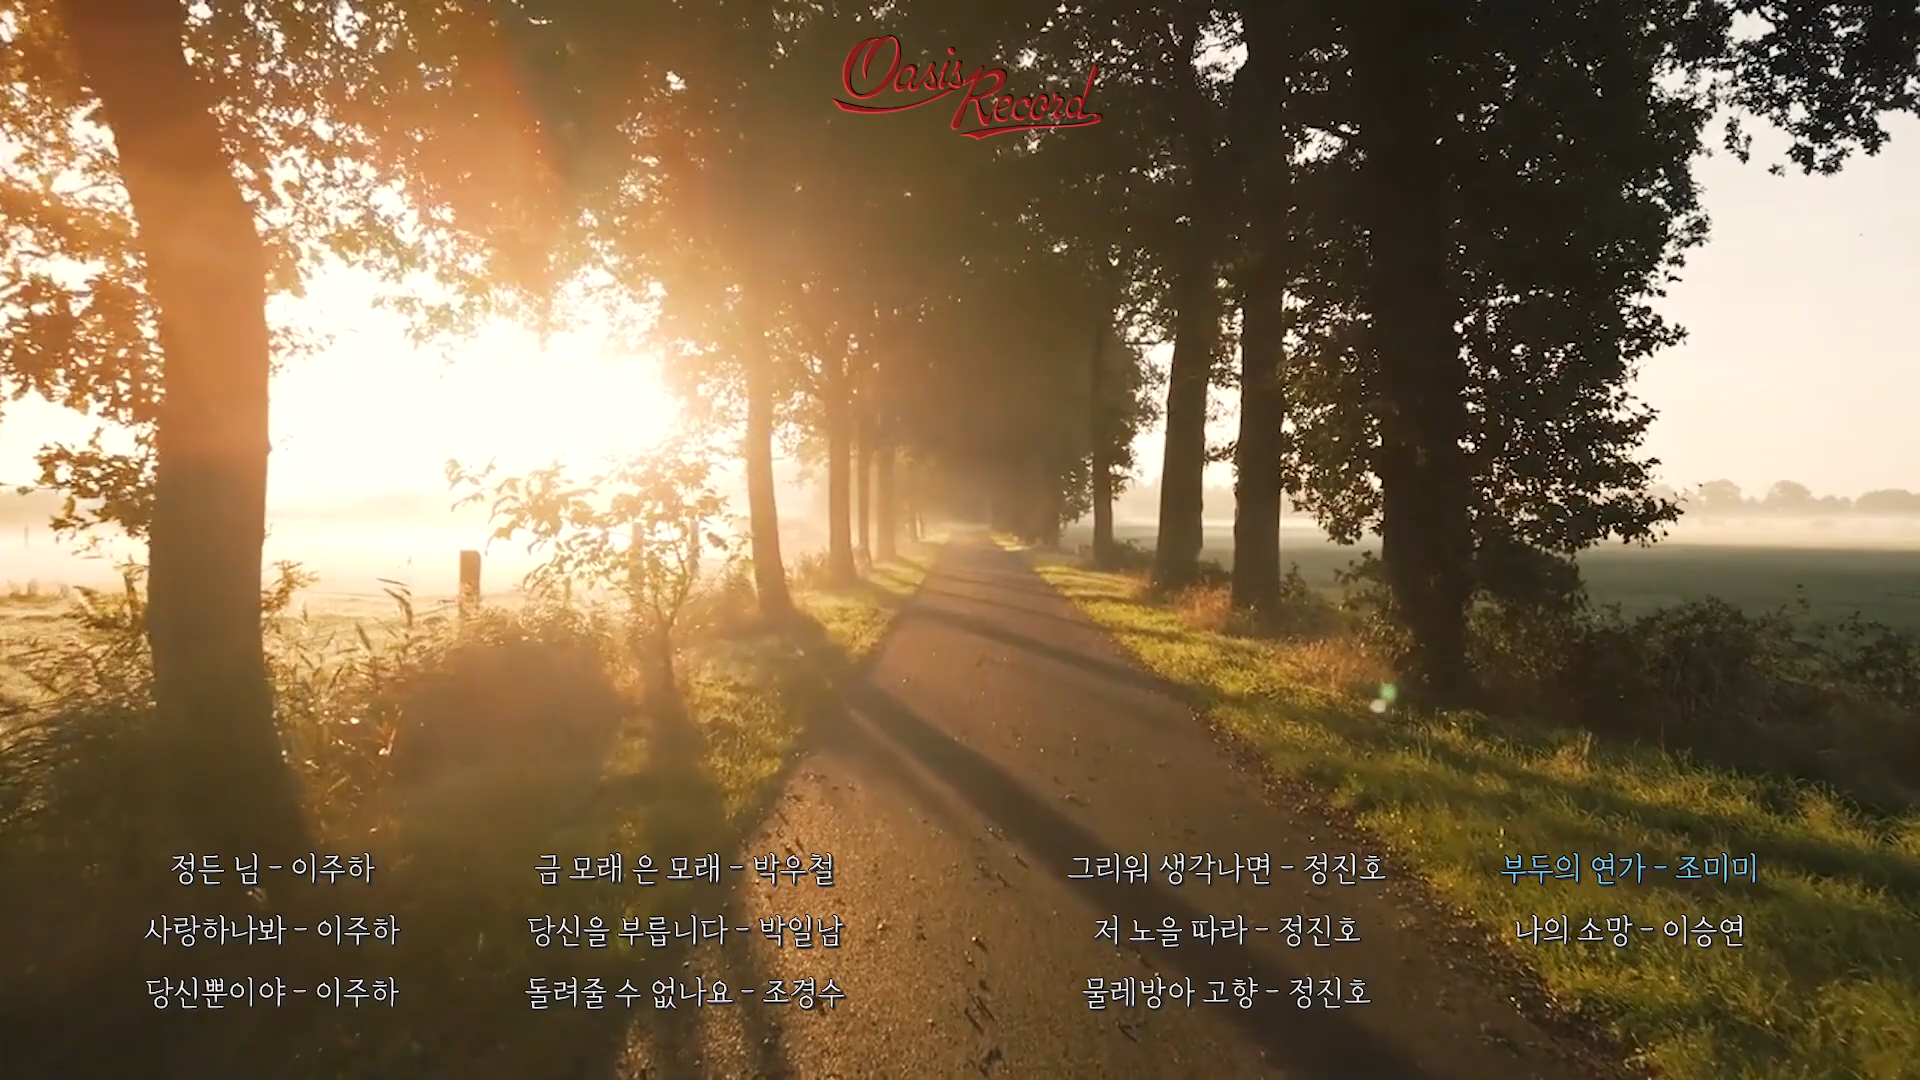 Oasis Record
정든 님 - 이주하
사랑하나봐 - 이주하
당신뿐이야 - 이주하
금 모래 은 모래 - 박우철
당신을 부릅니다 - 박일남
돌려줄 수 없나요 - 조경수
그리워 생각나면 - 정진호
저 노을 따라 - 정진호
물레방아 고향 - 정진호
부두의 연가 - 조미미
나의 소망 - 이승연